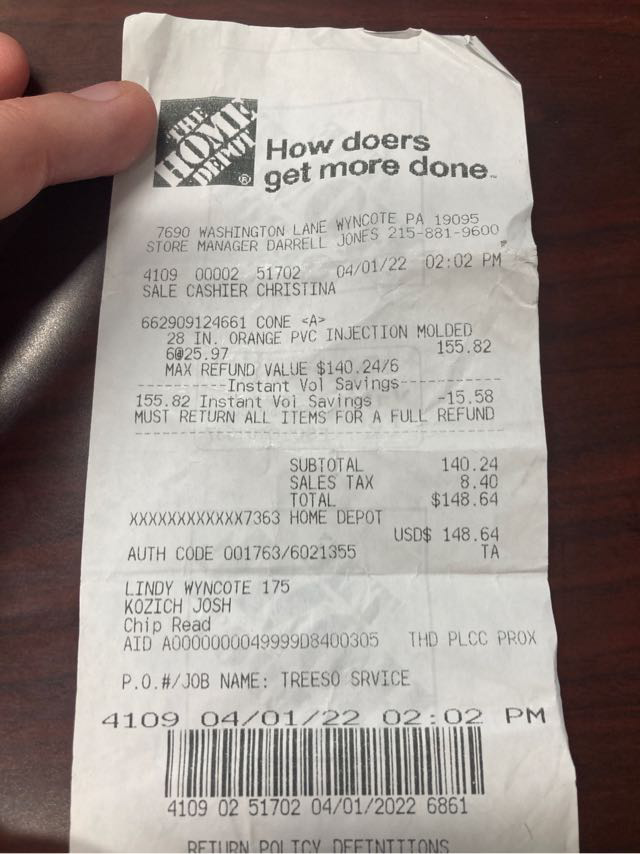 THE
HOME
DEPOT
®
How doers
get more done™
7690 WASHINGTON LANE WYNCOTE PA 19095
STORE MANAGER DARRELL JONES 215-881-9600
4109 00002 51702 04/01/22 02:02 PM
SALE CASHIER CHRISTINA
662909124661 CONE <A>
28 IN. ORANGE PVC INJECTION MOLDED
6@25.97 155.82
MAX REFUND VALUE $140.24/6
----------Instant Vol Savings----------
155.82 Instant Vol Savings -15.58
MUST RETURN ALL ITEMS FOR A FULL REFUND
SUBTOTAL 140.24
SALES TAX 8.40
TOTAL $148.64
XXXXXXXXXXXX7363 HOME DEPOT
USD$ 148.64
AUTH CODE 001763/6021355 TA
LINDY WYNCOTE 175
KOZICH JOSH
Chip Read
AID A0000000049999D8400305 THD PLCC PROX
P.O.#/JOB NAME: TREESO SRVICE
4109 04/01/22 02:02 PM
4109 02 51702 04/01/2022 6861
RETURN POLICY DEFINITIONS